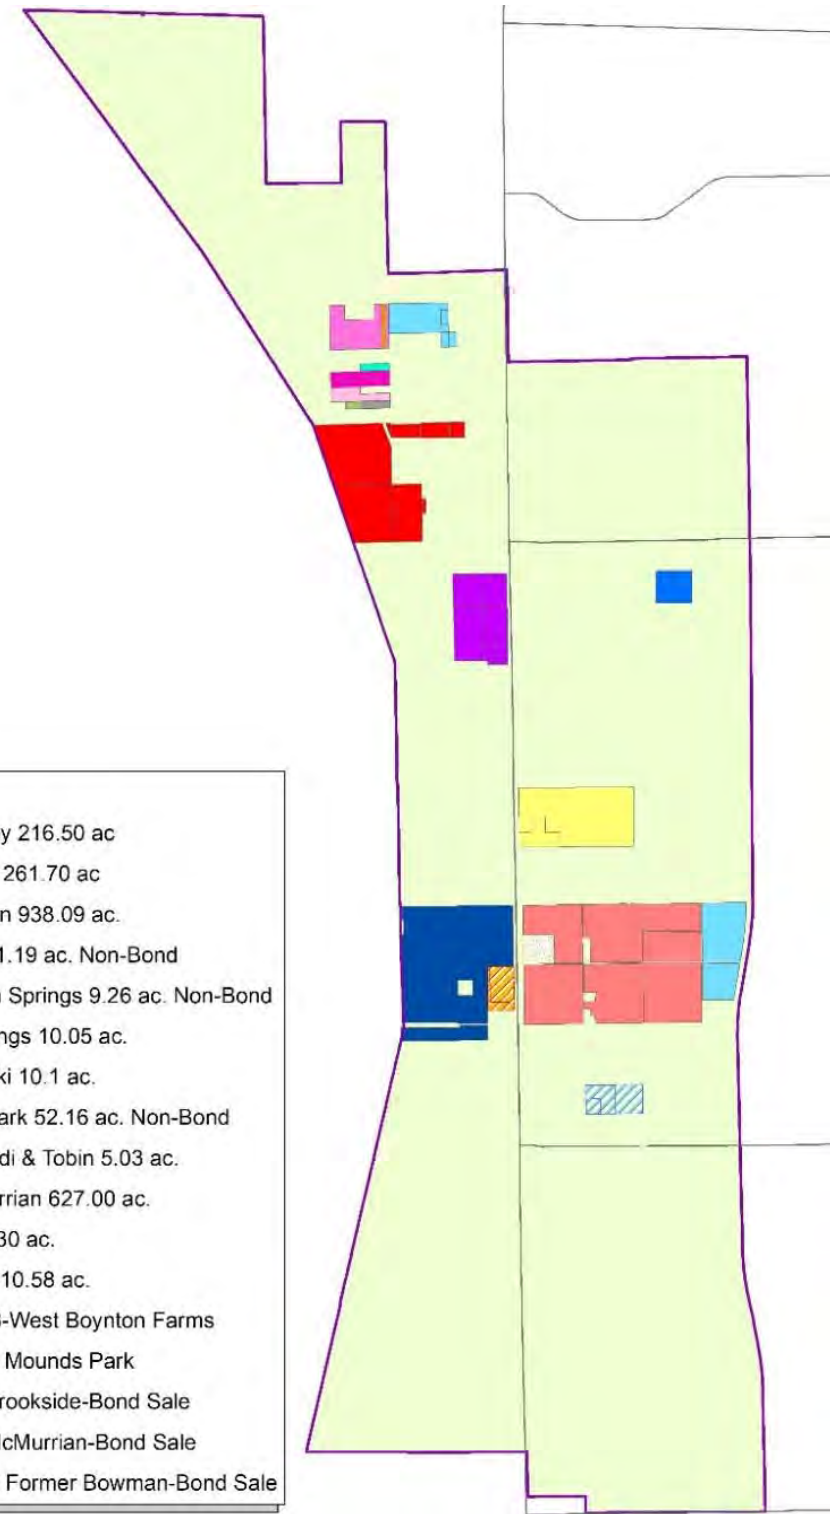 y 216.50 ac
261.70 ac
n 938.09 ac.
1.19 ac. Non-Bond
Springs 9.26 ac. Non-Bond
ngs 10.05 ac.
ki 10.1 ac.
ark 52.16 ac. Non-Bond
di & Tobin 5.03 ac.
rrian 627.00 ac.
30 ac.
10.58 ac.
-West Boynton Farms
Mounds Park
rookside-Bond Sale
cMurrian-Bond Sale
Former Bowman-Bond Sale